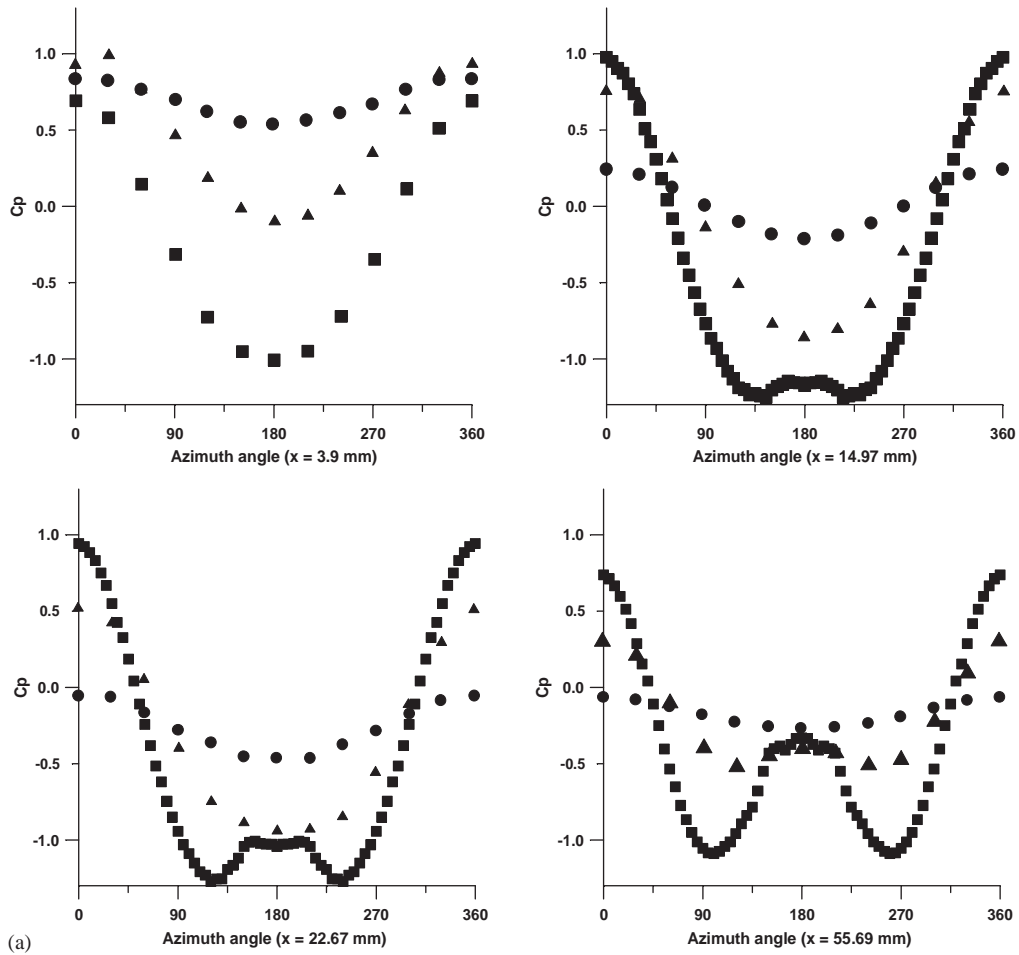 1.0
0.5
0.0
-0.5
-1.0
Cp
0 90 180 270 360
Azimuth angle (x = 3.9 mm)
1.0
0.5
0.0
-0.5
-1.0
Cp
0 90 180 270 360
Azimuth angle (x = 14.97 mm)
1.0
0.5
0.0
-0.5
-1.0
Cp
0 90 180 270 360
Azimuth angle (x = 22.67 mm)
1.0
0.5
0.0
-0.5
-1.0
Cp
0 90 180 270 360
Azimuth angle (x = 55.69 mm)
(a)